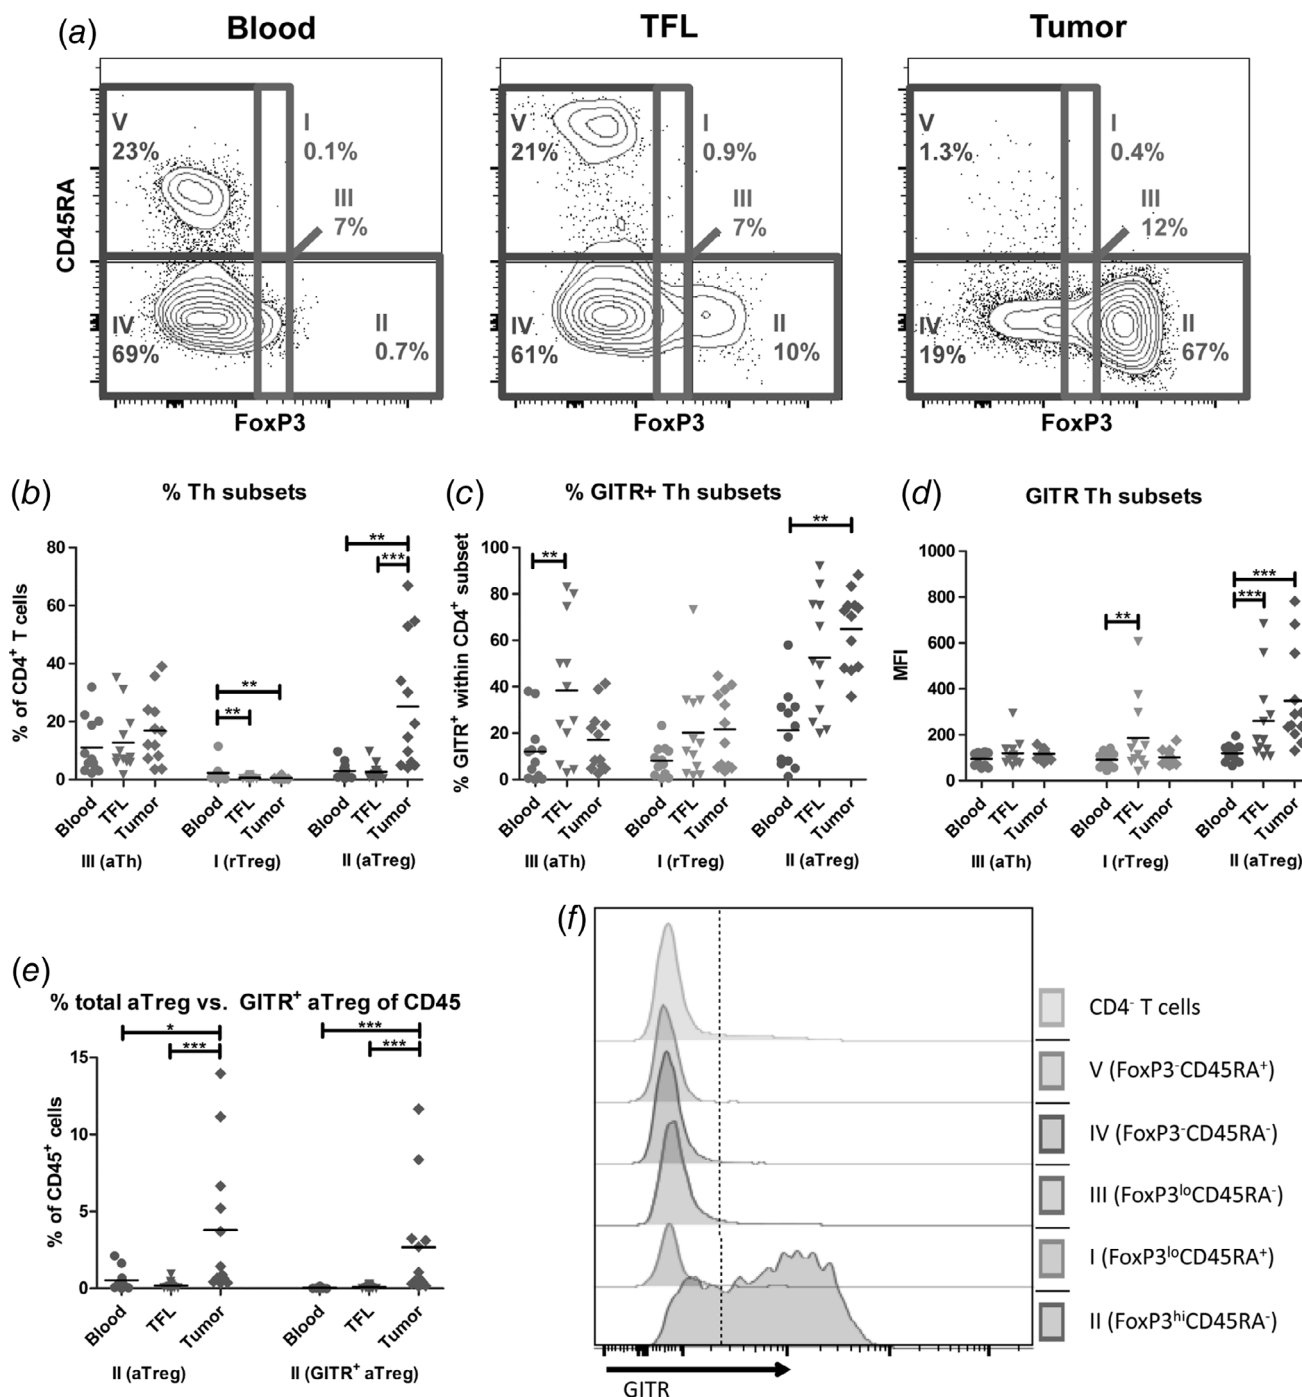 (a) Blood TFL Tumor
CD45RA
V
23%
I
0.1%
III
7%
IV
69%
II
0.7%
FoxP3
V
21%
I
0.9%
III
7%
IV
61%
II
10%
FoxP3
V
1.3%
I
0.4%
III
12%
IV
19%
II
67%
FoxP3
(b) % Th subsets
% of CD4+ T cells
80
60
40
20
0
**
***
**
**
Blood TFL Tumor Blood TFL Tumor Blood TFL Tumor
III (aTh) I (rTreg) II (aTreg)
(c) % GITR+ Th subsets
% GITR+ within CD4+ subset
100
80
60
40
20
0
**
**
Blood TFL Tumor Blood TFL Tumor Blood TFL Tumor
III (aTh) I (rTreg) II (aTreg)
(d) GITR Th subsets
MFI
1000
800
600
400
200
0
**
***
***
Blood TFL Tumor Blood TFL Tumor Blood TFL Tumor
III (aTh) I (rTreg) II (aTreg)
(e)
% total aTreg vs. GITR+ aTreg of CD45
% of CD45+ cells
15
10
5
0
*
***
***
***
Blood TFL Tumor Blood TFL Tumor
II (aTreg) II (GITR+ aTreg)
(f)
CD4- T cells
V (FoxP3-CD45RA+)
IV (FoxP3-CD45RA-)
III (FoxP3loCD45RA-)
I (FoxP3loCD45RA+)
II (FoxP3hiCD45RA-)
GITR